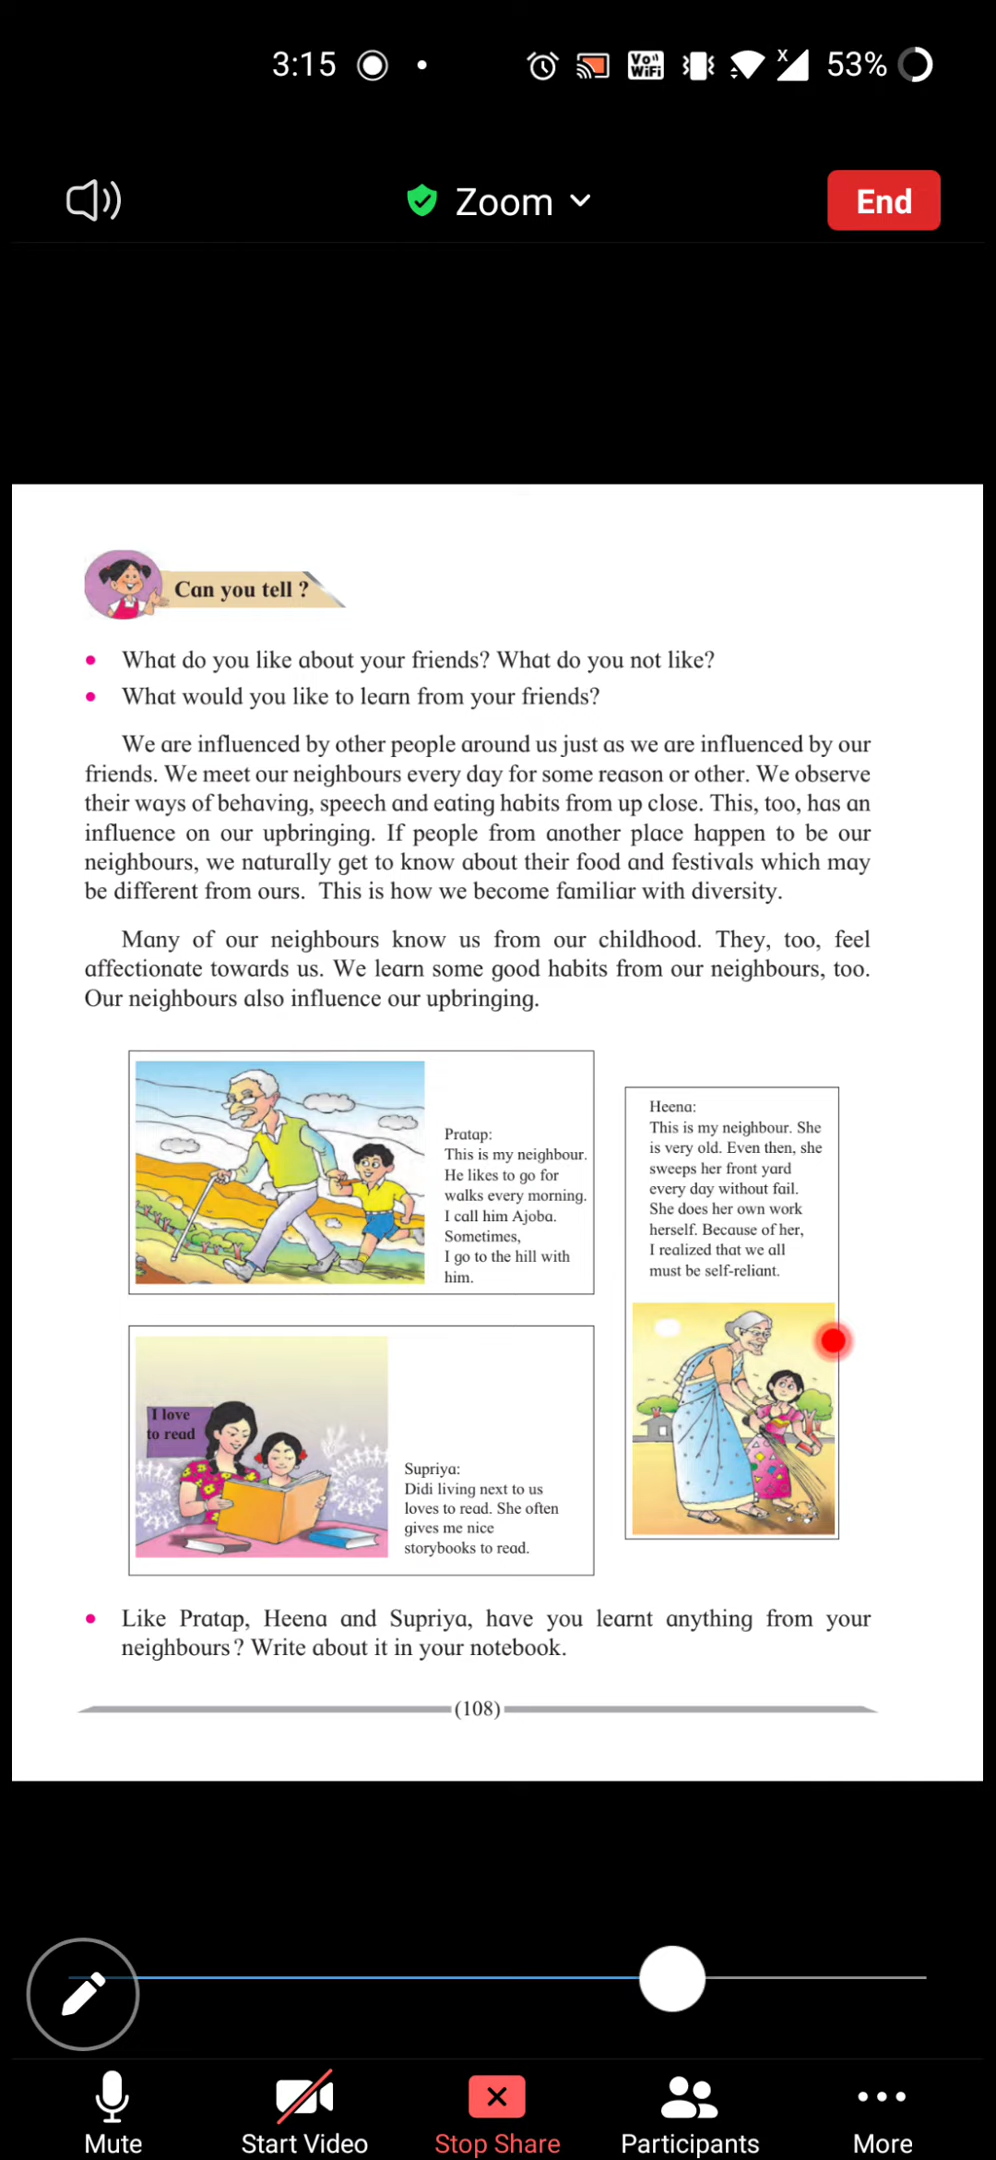 3:15
Vo)) WiFi
X
53%
Zoom
End
Can you tell ?
• What do you like about your friends? What do you not like?
• What would you like to learn from your friends?
We are influenced by other people around us just as we are influenced by our
friends. We meet our neighbours every day for some reason or other. We observe
their ways of behaving, speech and eating habits from up close. This, too, has an
influence on our upbringing. If people from another place happen to be our
neighbours, we naturally get to know about their food and festivals which may
be different from ours. This is how we become familiar with diversity.
Many of our neighbours know us from our childhood. They, too, feel
affectionate towards us. We learn some good habits from our neighbours, too.
Our neighbours also influence our upbringing.
Pratap:
This is my neighbour.
He likes to go for
walks every morning.
I call him Ajoba.
Sometimes,
I go to the hill with
him.
Heena:
This is my neighbour. She
is very old. Even then, she
sweeps her front yard
every day without fail.
She does her own work
herself. Because of her,
I realized that we all
must be self-reliant.
I love
to read
Supriya:
Didi living next to us
loves to read. She often
gives me nice
storybooks to read.
• Like Pratap, Heena and Supriya, have you learnt anything from your
neighbours? Write about it in your notebook.
(108)
Mute
Start Video
Stop Share
Participants
More